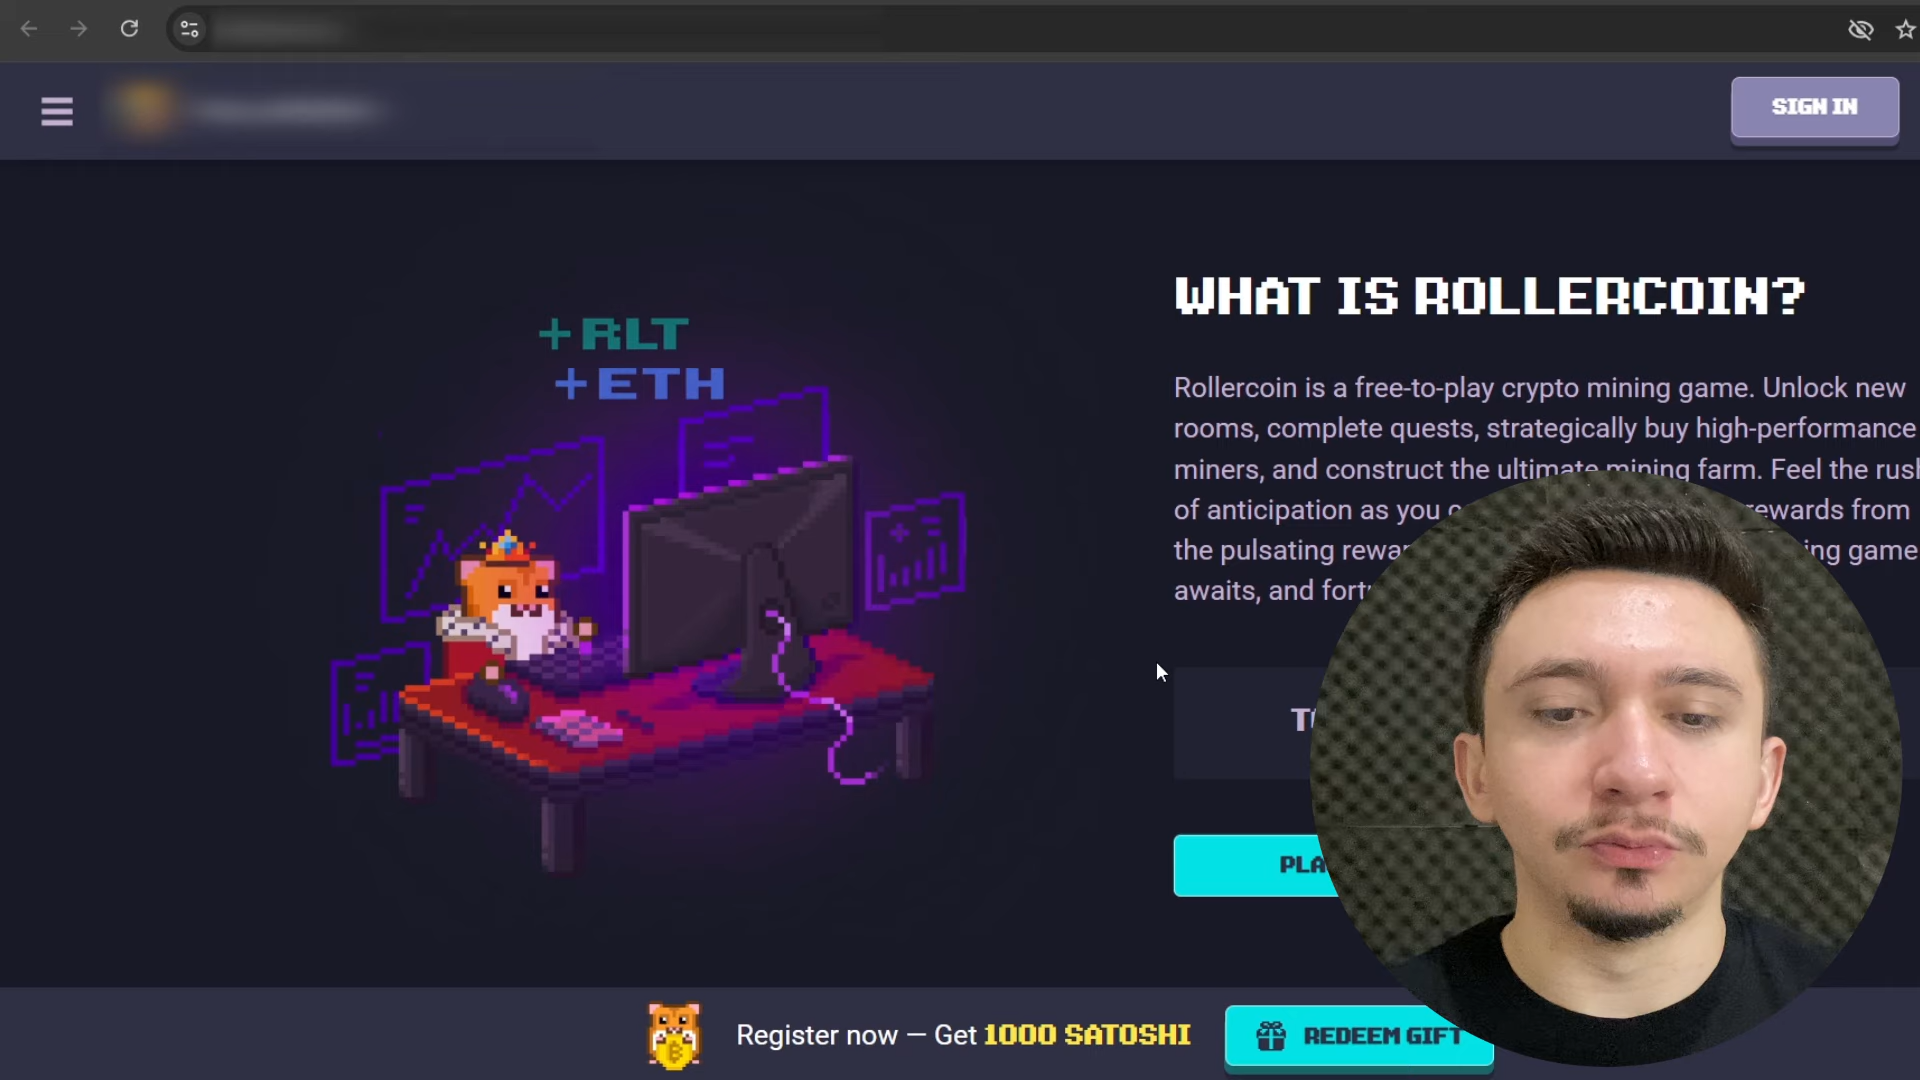 SIGN IN
+RLT
+ETH
WHAT IS ROLLERCOIN?
Rollercoin is a free-to-play crypto mining game. Unlock new
rooms, complete quests, strategically buy high-performance
miners, and construct the ultimate mining farm. Feel the rush
of anticipation as you rewards from
the pulsating game
awaits, and
Register now — Get 1000 SATOSHI
REDEEM GIFT